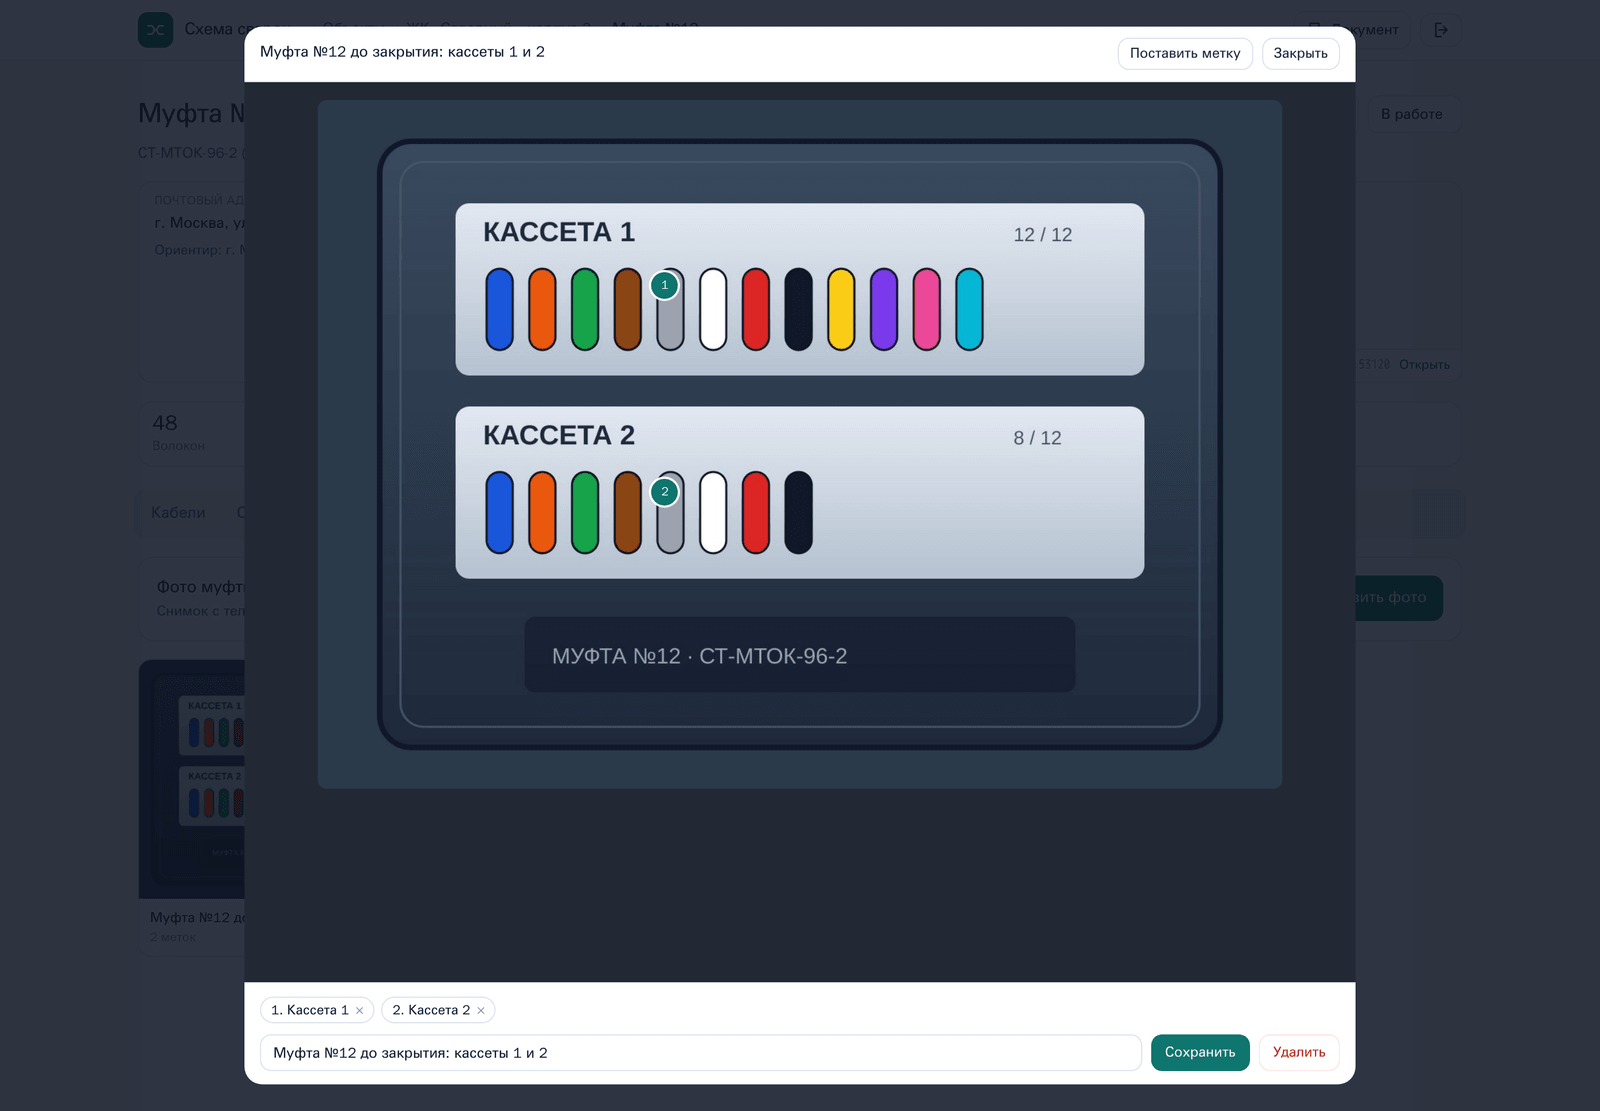 Схема
Муфта №12 до закрытия: кассеты 1 и 2
Поставить метку
Закрыть
Муфта
В работе
СТ-МТОК-96-2
ПОЧТОВЫЙ
г. Москва,
Ориентир: г.
53128 Открыть
48
Волокон
Кабели
Фото
Снимок с
фото
КАССЕТА 1
12 / 12
1
КАССЕТА 2
8 / 12
2
МУФТА №12 · СТ-МТОК-96-2
КАССЕТА 1
КАССЕТА 2
Муфта №12
2 меток
1. Кассета 1 ×
2. Кассета 2 ×
Муфта №12 до закрытия: кассеты 1 и 2
Сохранить
Удалить